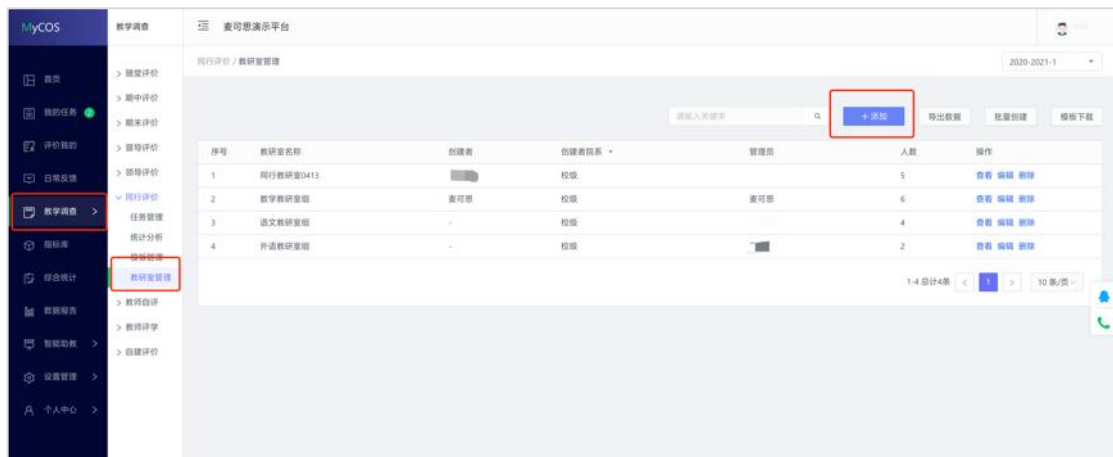 MyCOS
首页
我的任务 2
评价我的
日常反馈
教学调查 >
指标库
综合统计
数据报告
智能助教 >
设置管理 >
个人中心 >
教学调查
> 随堂评价
> 期中评价
> 期末评价
> 督导评价
> 领导评价
同行评价
任务管理
统计分析
模板管理
教研室管理
> 教师自评
> 教师评学
> 自建评价
麦可思演示平台
同行评价 / 教研室管理
2020-2021-1
请输入关键字
+ 添加 导出数据 批量创建 模板下载
序号 教研室名称 创建者 创建者院系 管理员 人数 操作
1 同行教研室0413 校级 5 查看 编辑 删除
2 数学教研室组 麦可思 校级 麦可思 6 查看 编辑 删除
3 语文教研室组 - 校级 4 查看 编辑 删除
4 外语教研室组 - 校级 2 查看 编辑 删除
1-4 总计4条 < 1 > 10 条/页